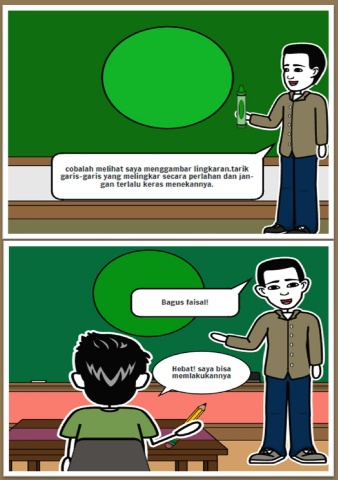 cobalah melihat saya menggambar lingkaran.tarik
garis-garis yang melingkar secara perlahan dan jan-
gan terlalu keras menekannya.
Bagus faisal!
Hebat! saya bisa
memlakukannya